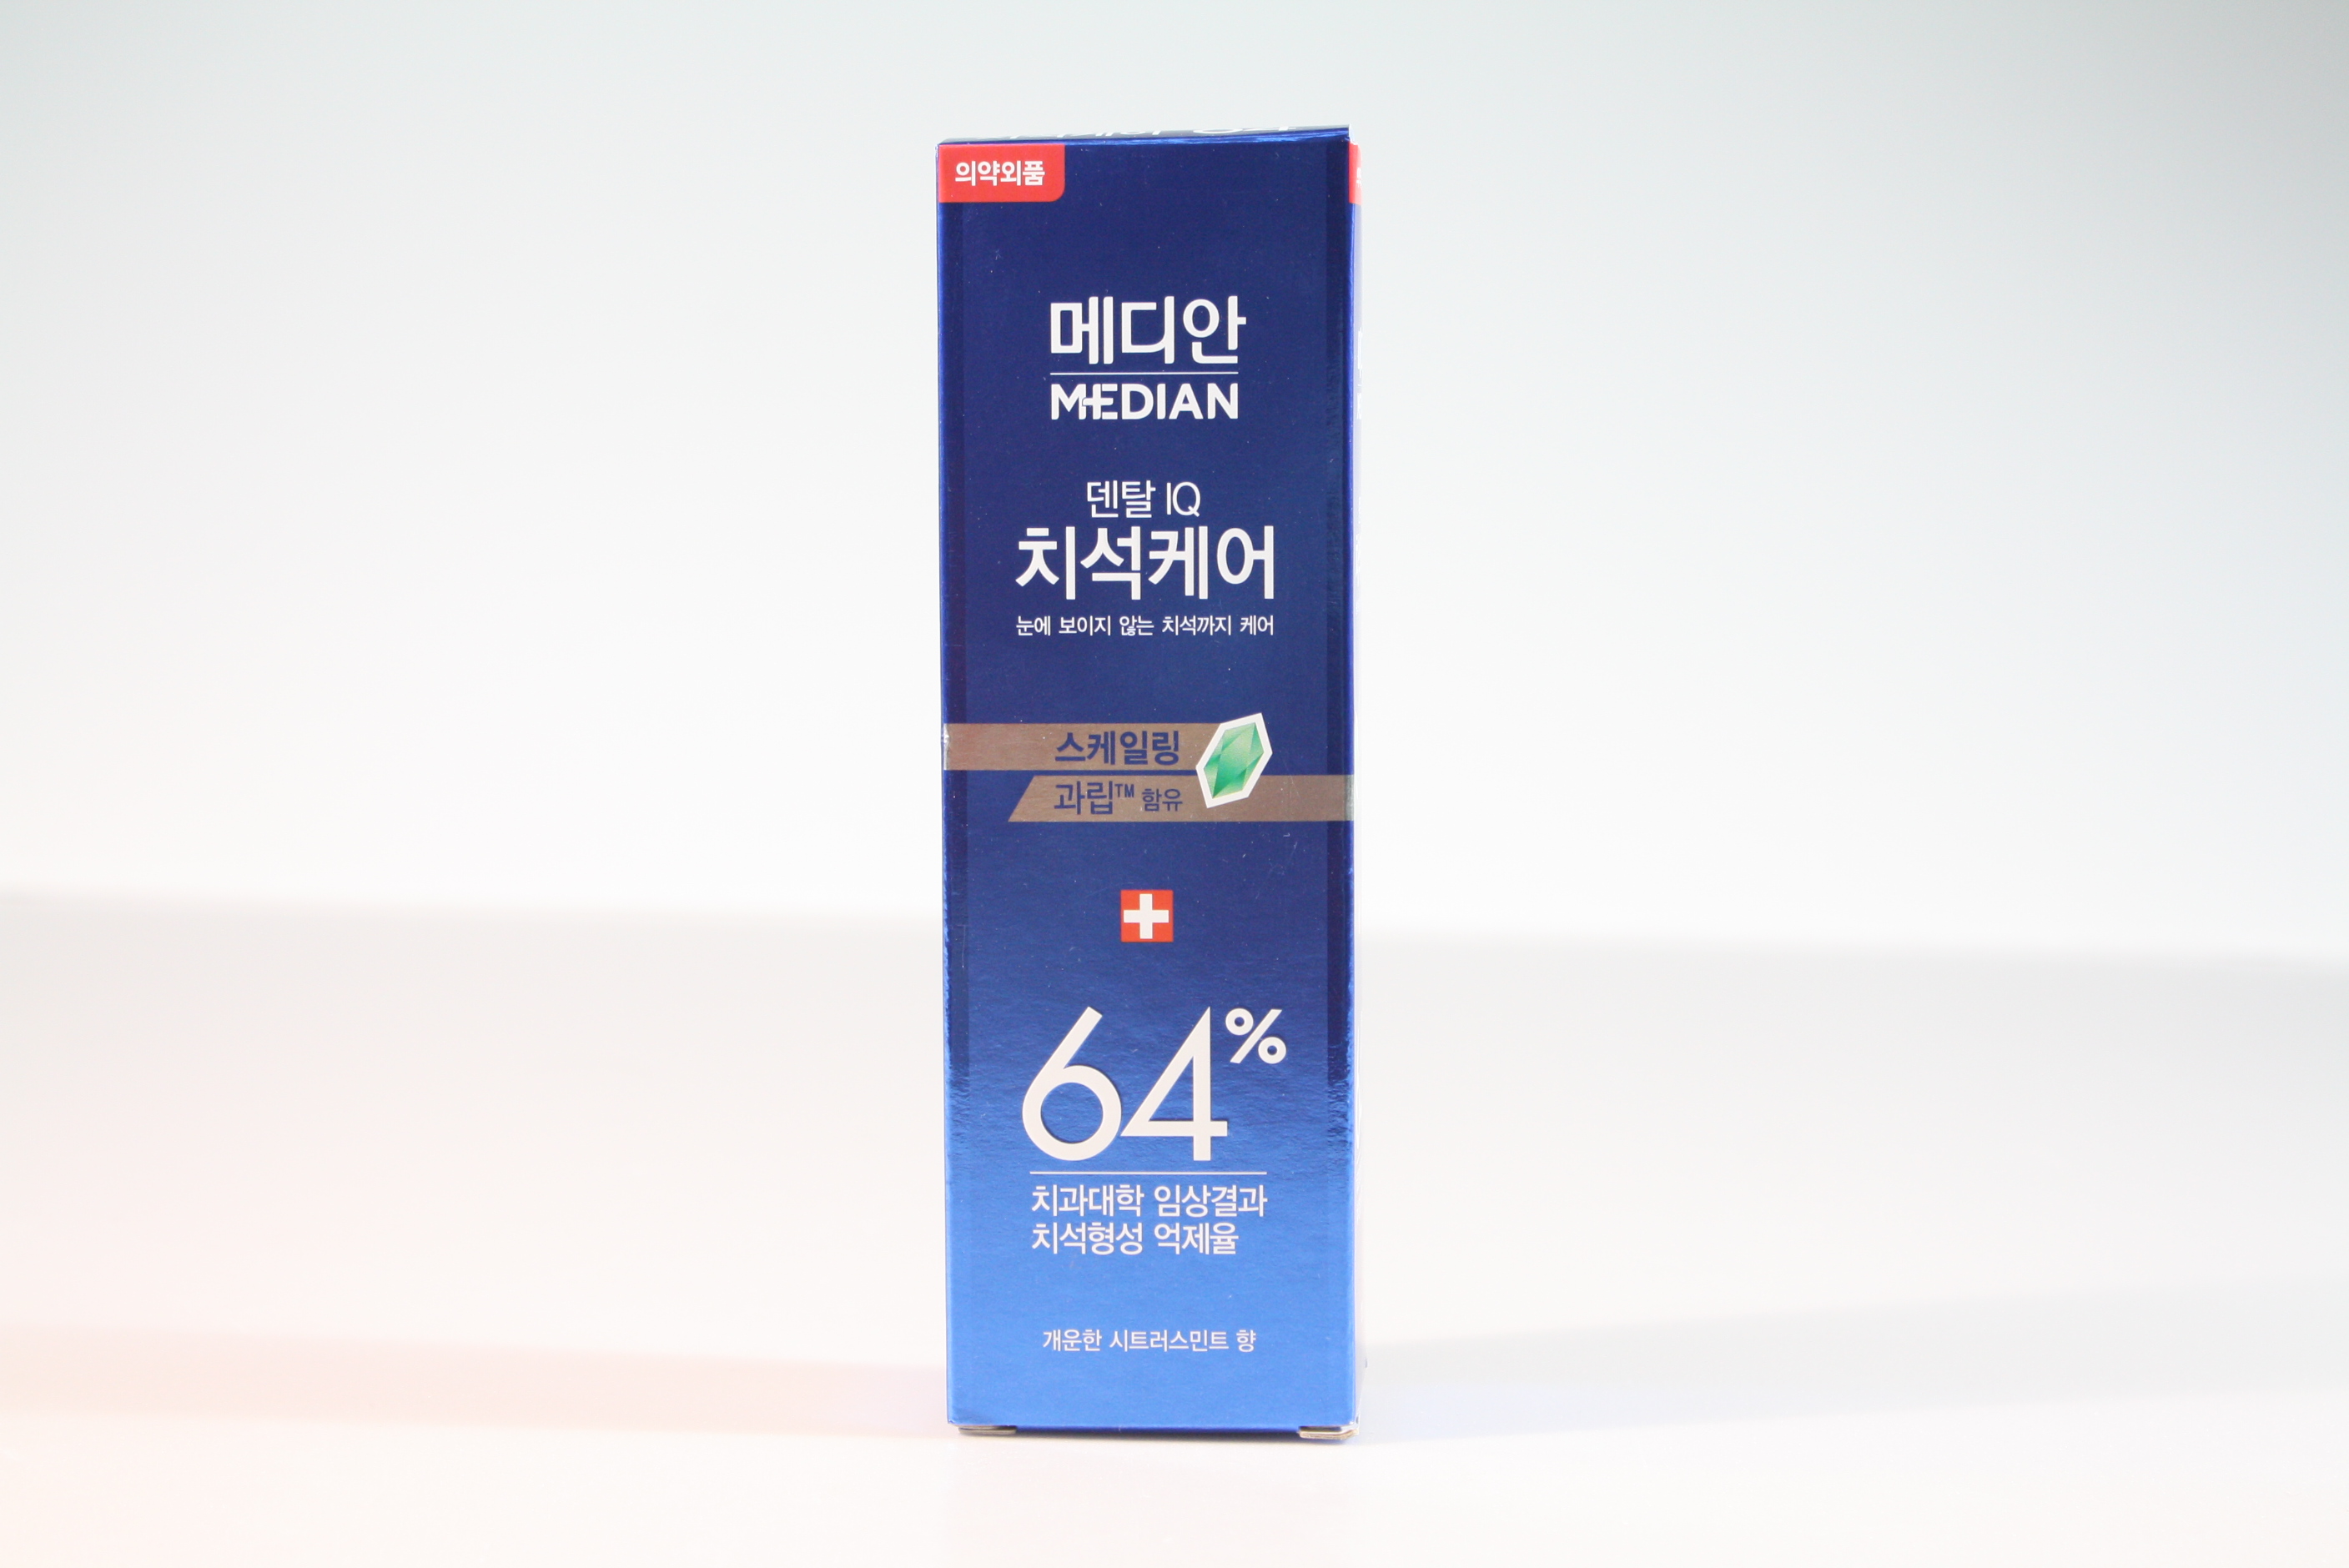 의약외품
메디안
MEDIAN
덴탈 IQ
치석케어
눈에 보이지 않는 치석까지 케어
스케일링
과립™ 함유
64%
치과대학 임상결과
치석형성 억제율
개운한 시트러스민트 향